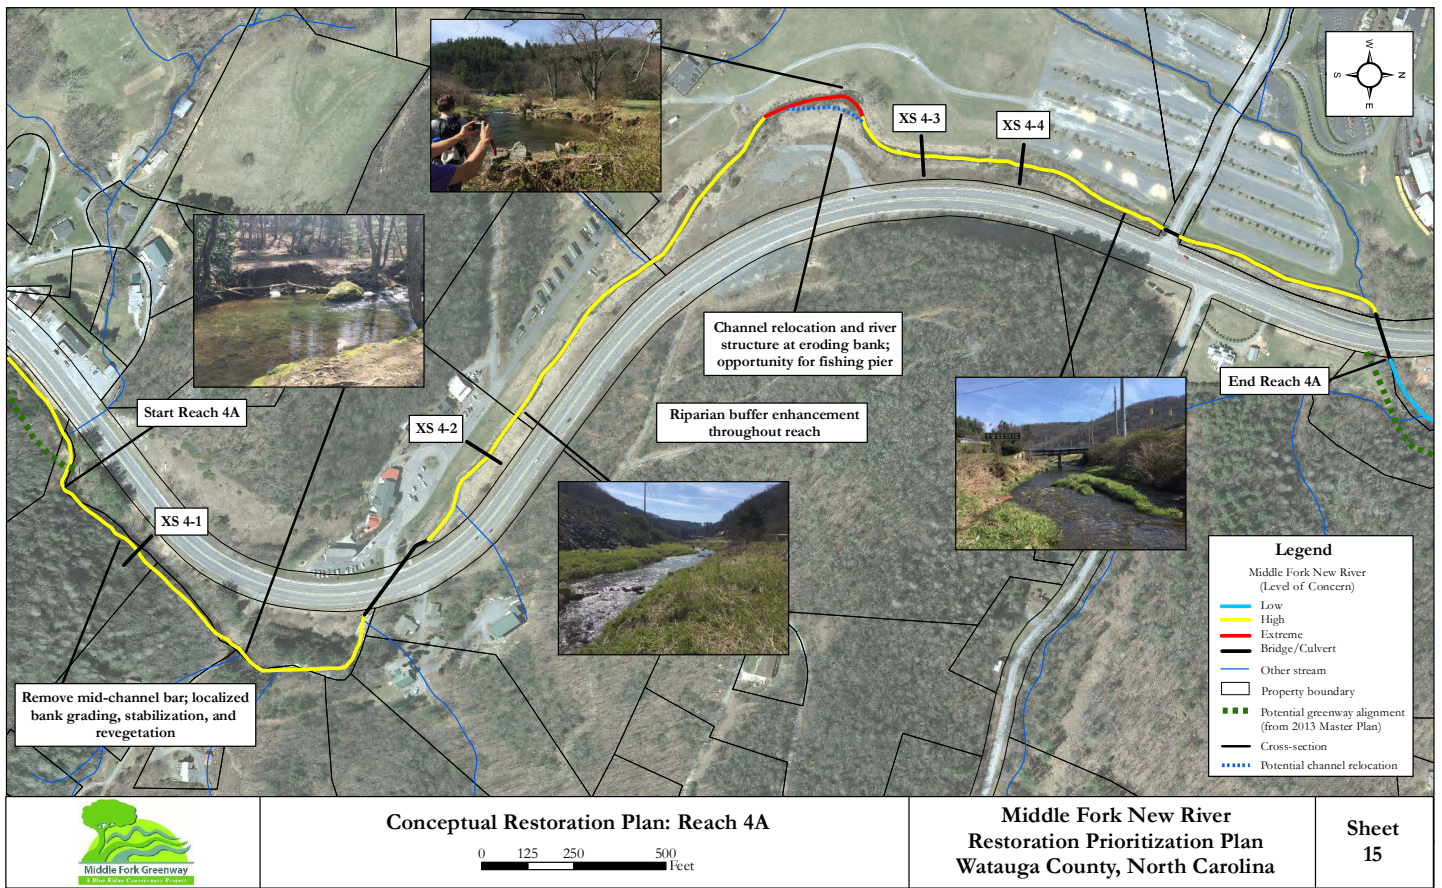 W
S
N
E
XS 4-3
XS 4-4
Channel relocation and river
structure at eroding bank;
opportunity for fishing pier
End Reach 4A
Start Reach 4A
XS 4-2
Riparian buffer enhancement
throughout reach
TWEETSIE
XS 4-1
Remove mid-channel bar; localized
bank grading, stabilization, and
revegetation
Legend
Middle Fork New River
(Level of Concern)
Low
High
Extreme
Bridge/Culvert
Other stream
Property boundary
Potential greenway alignment
(from 2013 Master Plan)
Cross-section
Potential channel relocation
Middle Fork Greenway
A Blue Ridge Conservancy Project
Conceptual Restoration Plan: Reach 4A
0 125 250 500
Feet
Middle Fork New River
Restoration Prioritization Plan
Watauga County, North Carolina
Sheet
15